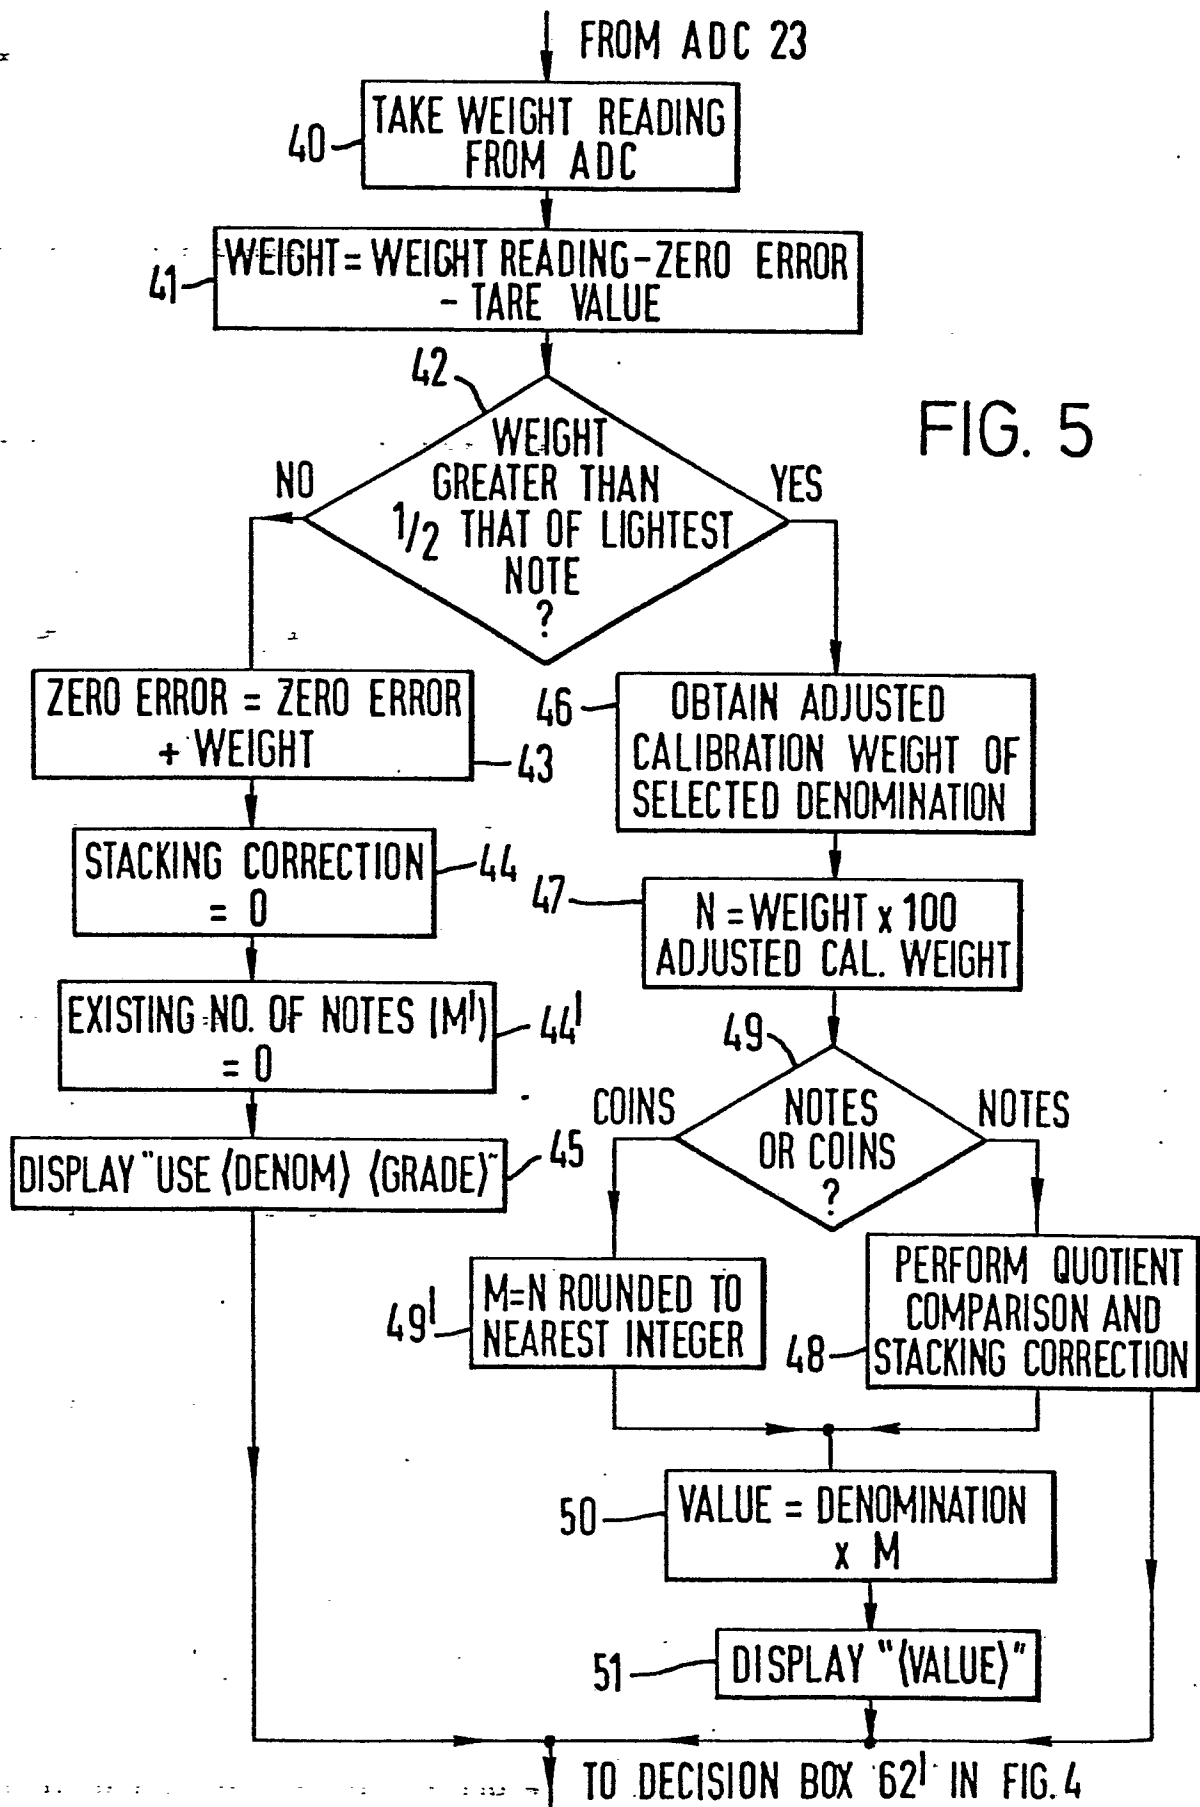 FROM ADC 23
40
TAKE WEIGHT READING
FROM ADC
41
WEIGHT = WEIGHT READING - ZERO ERROR
- TARE VALUE
42
WEIGHT
GREATER THAN
1/2 THAT OF LIGHTEST
NOTE
?
NO
YES
FIG. 5
ZERO ERROR = ZERO ERROR
+ WEIGHT
43
STACKING CORRECTION
= 0
44
EXISTING NO. OF NOTES (M')
= 0
44'
DISPLAY "USE ⟨DENOM⟩ ⟨GRADE⟩"
45
46
OBTAIN ADJUSTED
CALIBRATION WEIGHT OF
SELECTED DENOMINATION
47
N = WEIGHT x 100
ADJUSTED CAL. WEIGHT
49
NOTES
OR COINS
?
COINS
NOTES
49'
M=N ROUNDED TO
NEAREST INTEGER
48
PERFORM QUOTIENT
COMPARISON AND
STACKING CORRECTION
50
VALUE = DENOMINATION
x M
51
DISPLAY "⟨VALUE⟩"
TO DECISION BOX 62' IN FIG. 4